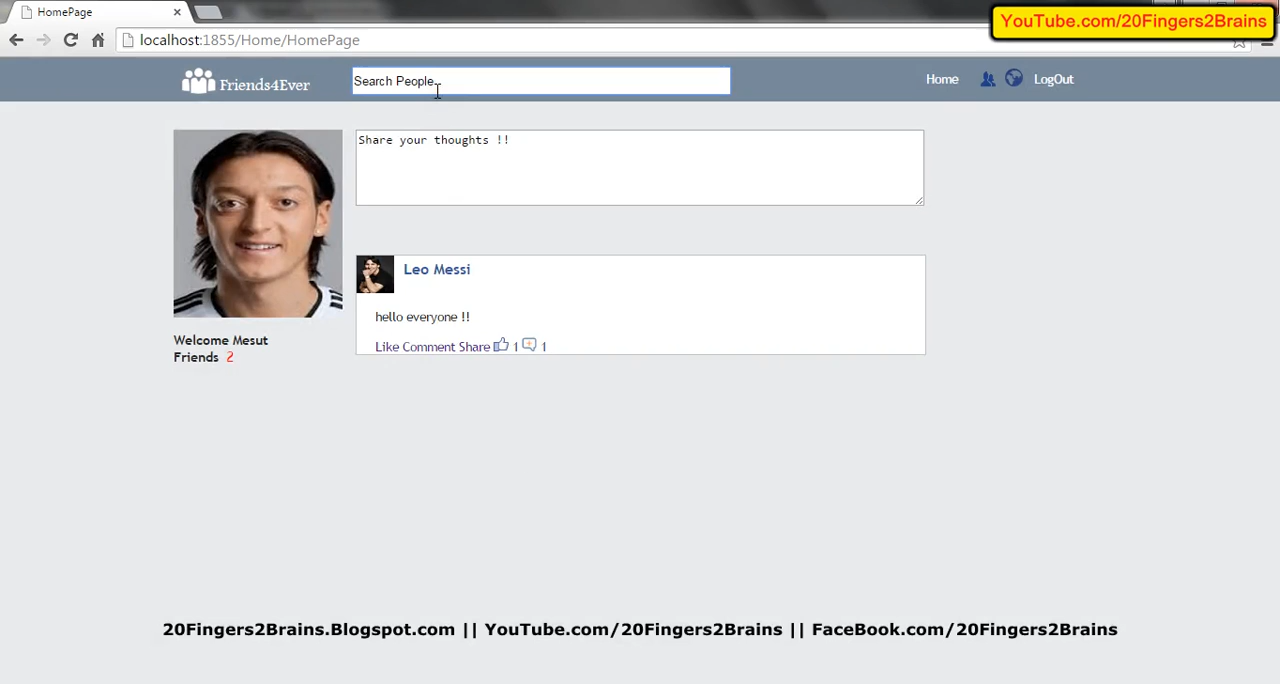 HomePage
YouTube.com/20Fingers2Brains
localhost:1855/Home/HomePage
Friends4Ever
Search People
Home
LogOut
Share your thoughts !!
Leo Messi
hello everyone !!
Like Comment Share 1 1
Welcome Mesut
Friends 2
20Fingers2Brains.Blogspot.com || YouTube.com/20Fingers2Brains || FaceBook.com/20Fingers2Brains